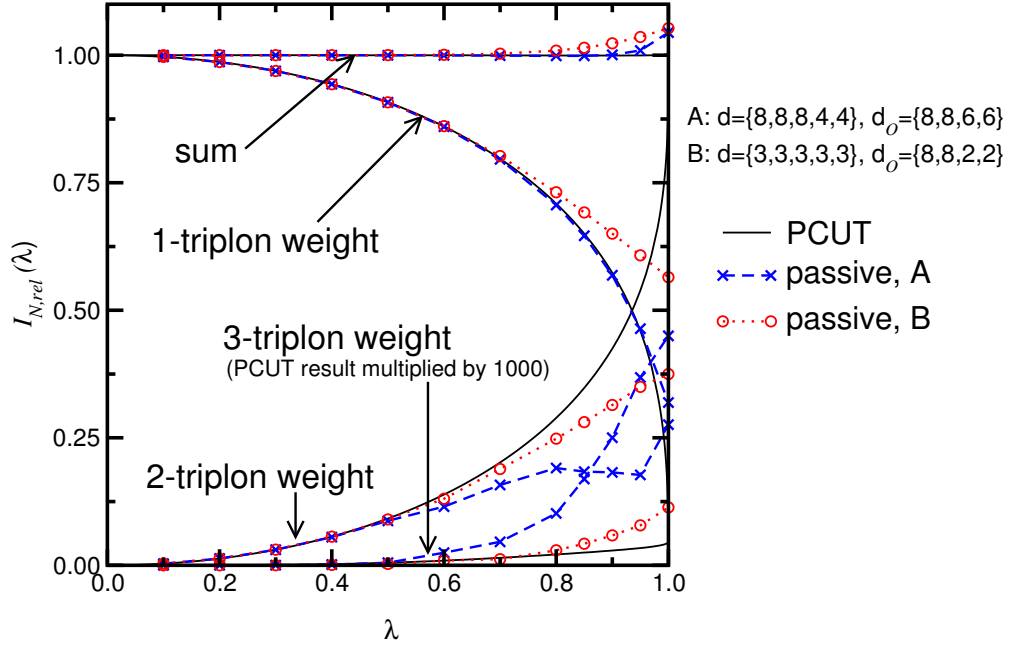 1.00
0.75
0.50
0.25
0.00
0.0
0.2
0.4
0.6
0.8
1.0
I_{N,rel} (λ)
λ
sum
1-triplon weight
3-triplon weight
(PCUT result multiplied by 1000)
2-triplon weight
A: d={8,8,8,4,4}, d_O={8,8,6,6}
B: d={3,3,3,3,3}, d_O={8,8,2,2}
PCUT
passive, A
passive, B